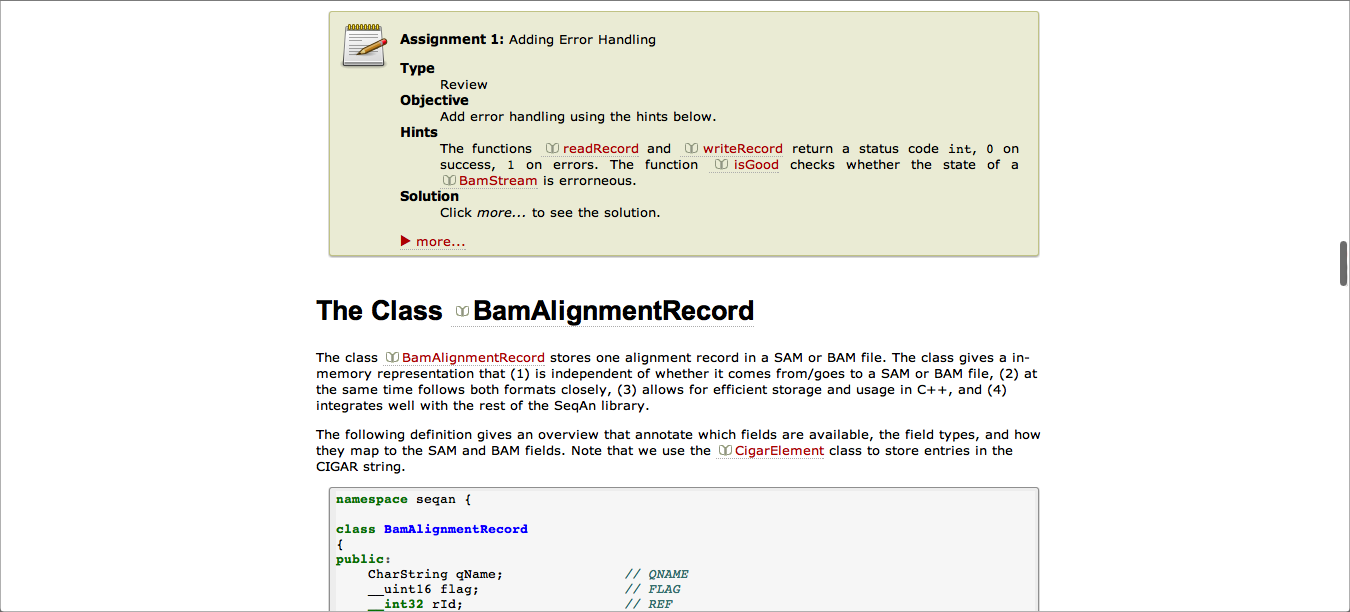 Assignment 1: Adding Error Handling
Type
Review
Objective
Add error handling using the hints below.
Hints
The functions readRecord and writeRecord return a status code int, 0 on
success, 1 on errors. The function isGood checks whether the state of a
BamStream is errorneous.
Solution
Click more... to see the solution.
more...
The Class BamAlignmentRecord
The class BamAlignmentRecord stores one alignment record in a SAM or BAM file. The class gives a in-
memory representation that (1) is independent of whether it comes from/goes to a SAM or BAM file, (2) at
the same time follows both formats closely, (3) allows for efficient storage and usage in C++, and (4)
integrates well with the rest of the SeqAn library.
The following definition gives an overview that annotate which fields are available, the field types, and how
they map to the SAM and BAM fields. Note that we use the CigarElement class to store entries in the
CIGAR string.
namespace seqan {
class BamAlignmentRecord
{
public:
CharString qName; // QNAME
__uint16 flag; // FLAG
__int32 rId; // REF